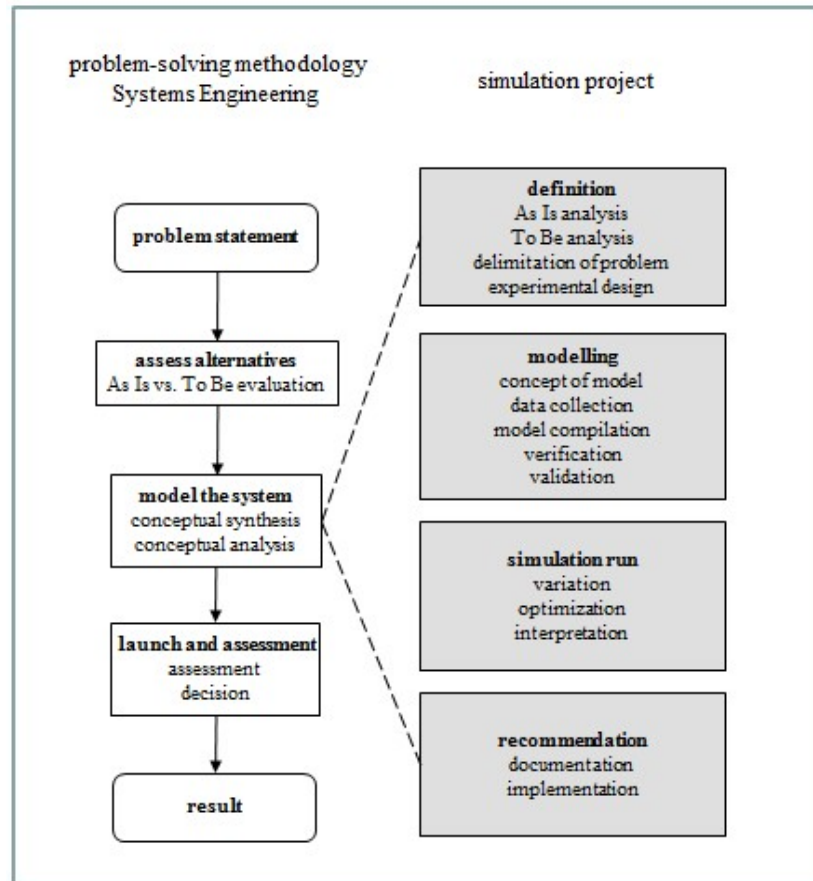 problem-solving methodology
Systems Engineering
simulation project
problem statement
assess alternatives
As Is vs. To Be evaluation
model the system
conceptual synthesis
conceptual analysis
launch and assessment
assessment
decision
result
definition
As Is analysis
To Be analysis
delimitation of problem
experimental design
modelling
concept of model
data collection
model compilation
verification
validation
simulation run
variation
optimization
interpretation
recommendation
documentation
implementation